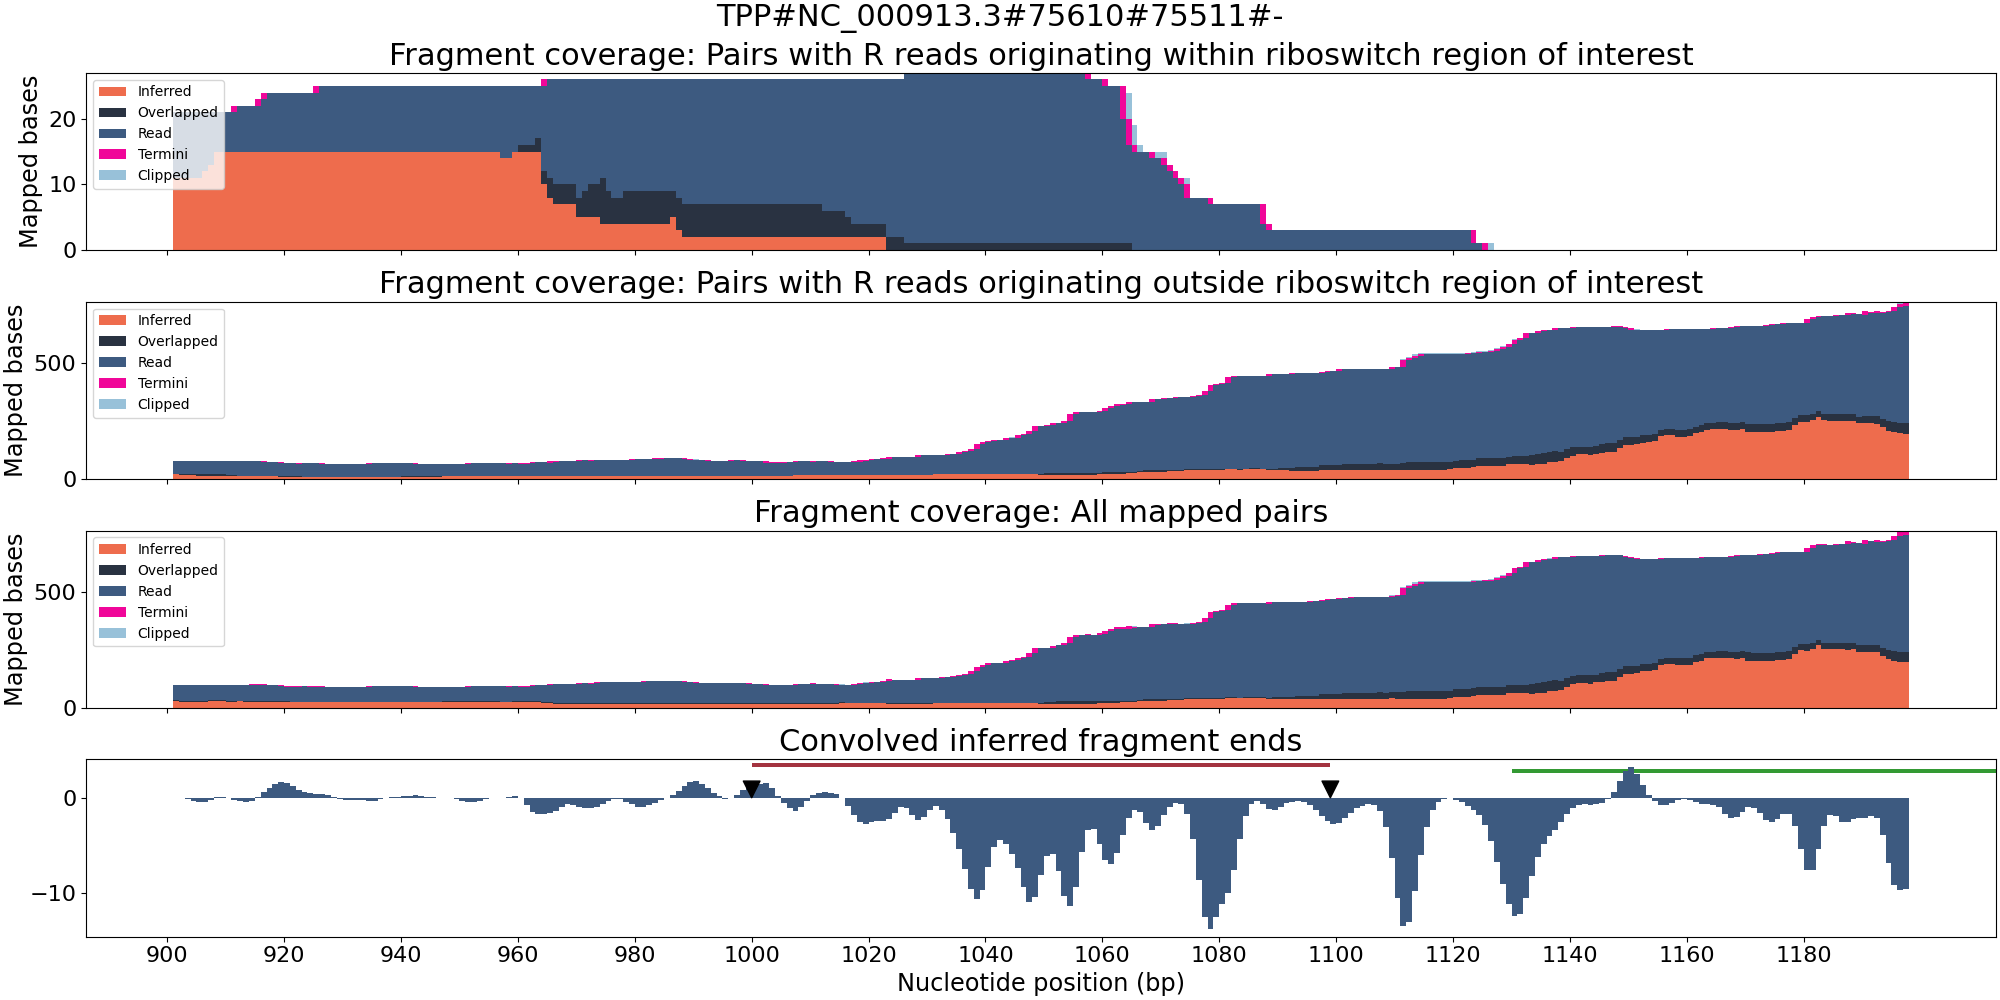 TPP#NC_000913.3#75610#75511#-
Fragment coverage: Pairs with R reads originating within riboswitch region of interest
Mapped bases
20
10
0
Inferred
Overlapped
Read
Termini
Clipped
Fragment coverage: Pairs with R reads originating outside riboswitch region of interest
Mapped bases
500
0
Inferred
Overlapped
Read
Termini
Clipped
Fragment coverage: All mapped pairs
Mapped bases
500
0
Inferred
Overlapped
Read
Termini
Clipped
Convolved inferred fragment ends
0
−10
900 920 940 960 980 1000 1020 1040 1060 1080 1100 1120 1140 1160 1180
Nucleotide position (bp)